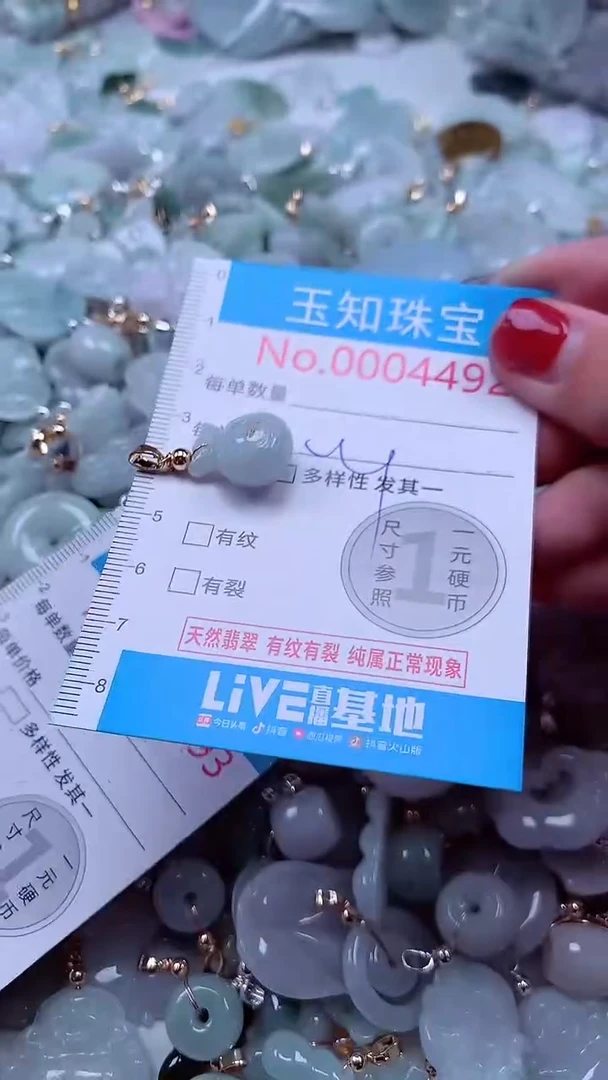 玉知珠宝
No.0004492
每单数量
多样性 发其一
有纹
有裂
尺寸参照
1
一元硬币
天然翡翠 有纹有裂 纯属正常现象
LiVE直播基地
今日头条 抖音 西瓜视频 抖音火山版
0
1
2
3
5
6
7
8
每单数量
每单价格
多样性 发其一
尺寸
一元硬币